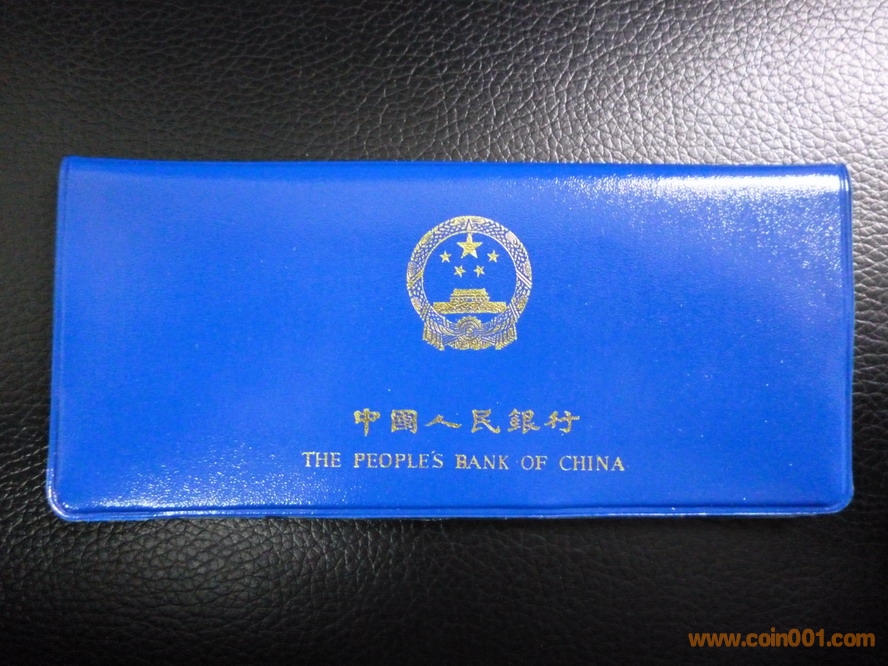 中國人民銀行
THE PEOPLE'S BANK OF CHINA
www.coin001.com